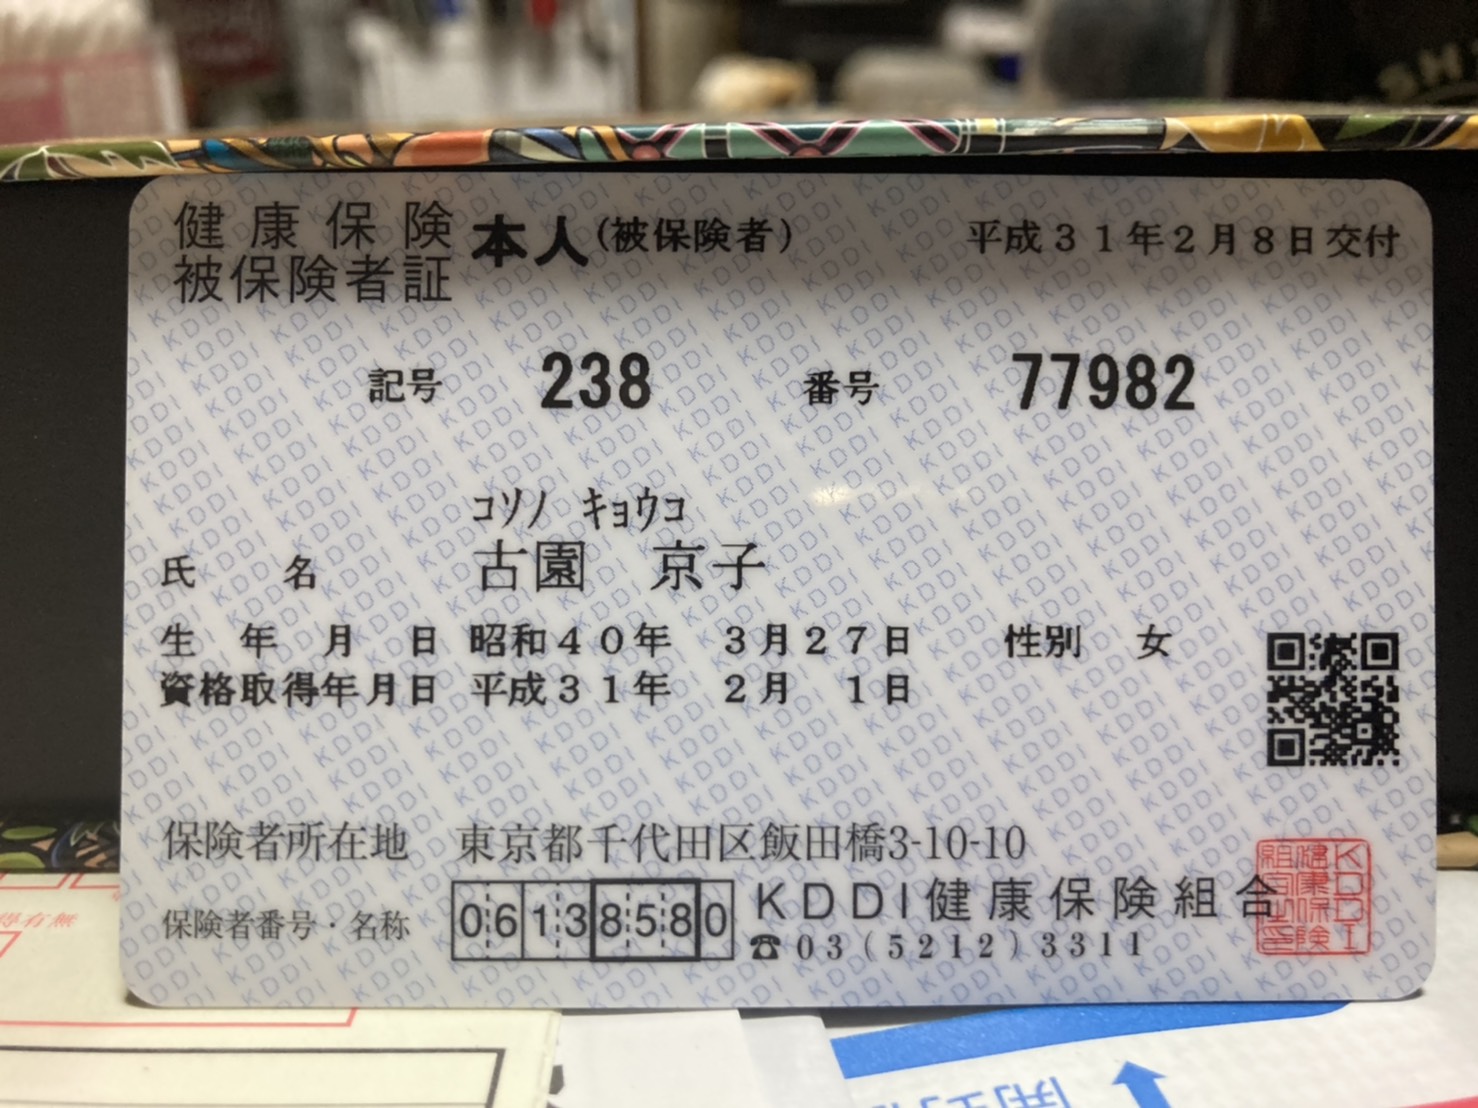 健康保険 本人(被保険者) 平成31年2月8日交付
被保険者証
記号 238 番号 77982
コソノ キョウコ
氏名 古園 京子
生年月日 昭和40年 3月27日 性別 女
資格取得年月日 平成31年 2月 1日
保険者所在地 東京都千代田区飯田橋3-10-10
保険者番号・名称 06138580 KDDI健康保険組合
☎03(5212)3311